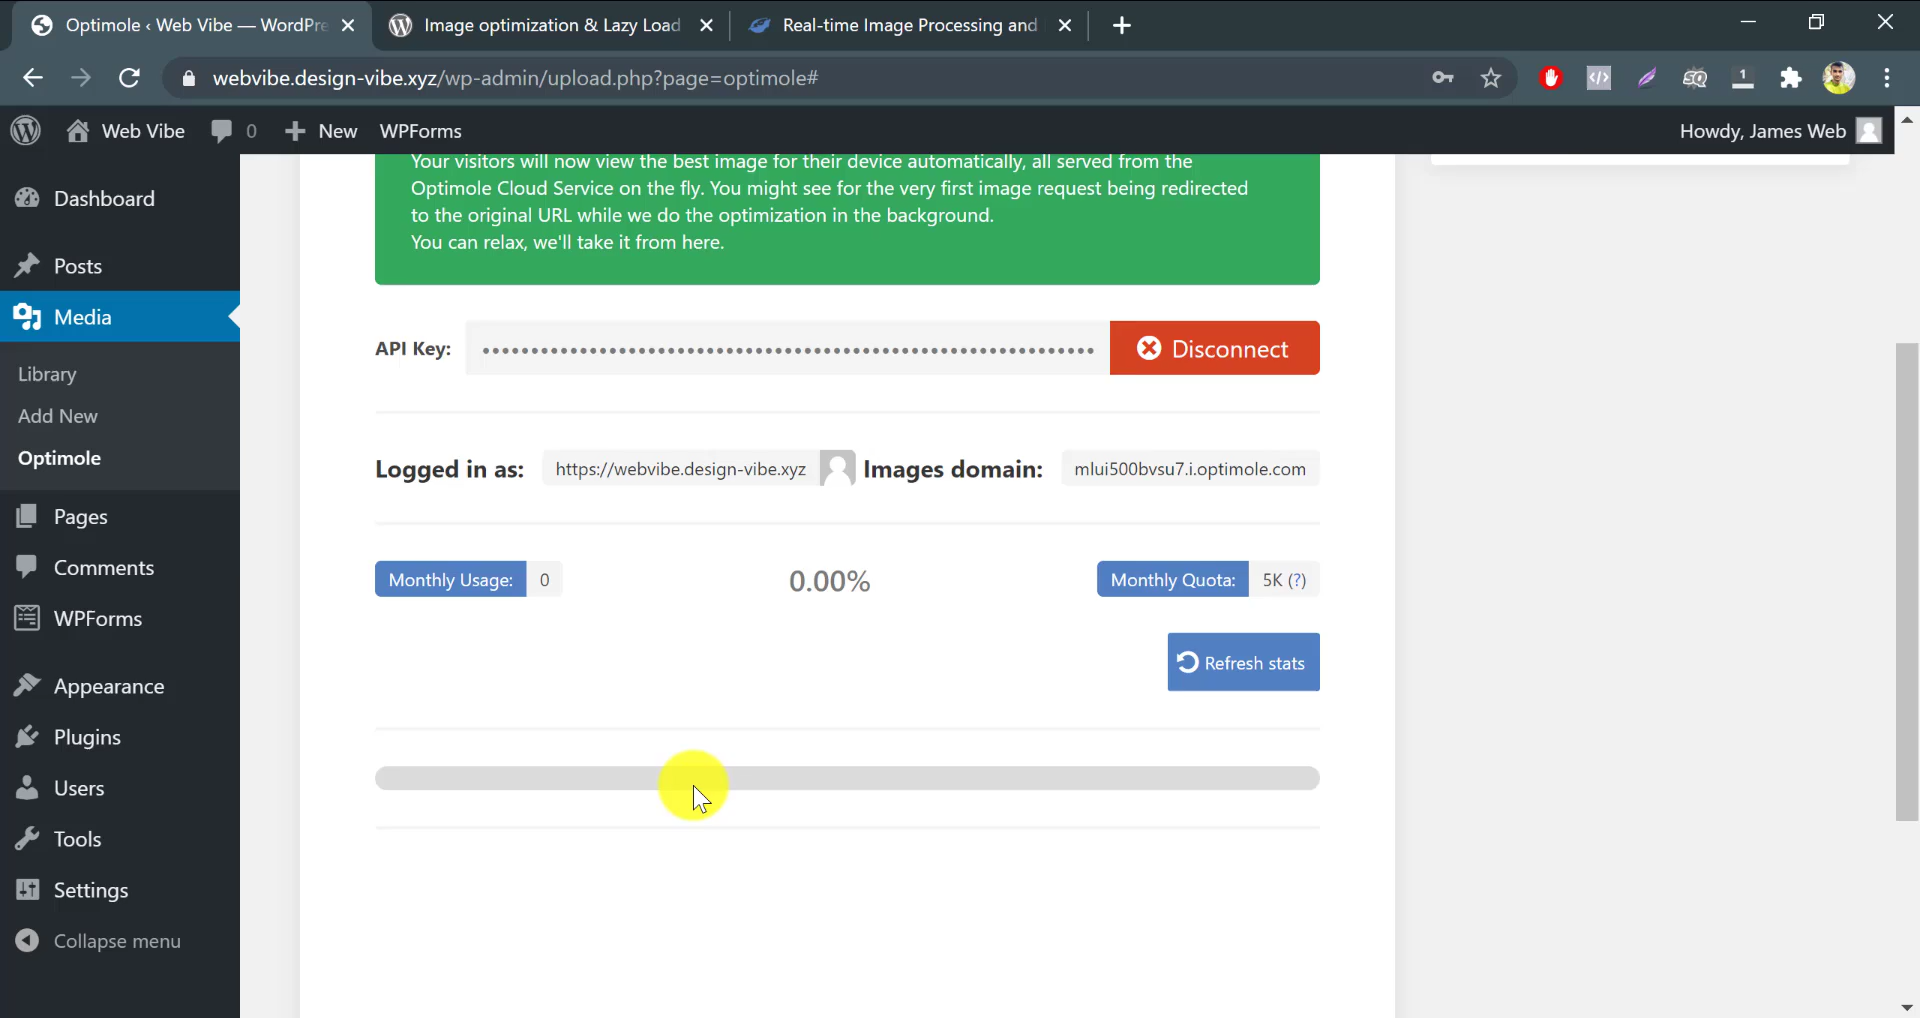 Optimole ‹ Web Vibe — WordPre
Image optimization & Lazy Load
Real-time Image Processing and
webvibe.design-vibe.xyz/wp-admin/upload.php?page=optimole#
1
Web Vibe
0
New
WPForms
Howdy, James Web
Dashboard
Posts
Media
Library
Add New
Optimole
Pages
Comments
WPForms
Appearance
Plugins
Users
Tools
Settings
Collapse menu
Your visitors will now view the best image for their device automatically, all served from the
Optimole Cloud Service on the fly. You might see for the very first image request being redirected
to the original URL while we do the optimization in the background.
You can relax, we'll take it from here.
API Key: ••••••••••••••••••••••••••••••••••••••••••••••••••••••••••••••••
Disconnect
Logged in as: https://webvibe.design-vibe.xyz Images domain: mlui500bvsu7.i.optimole.com
Monthly Usage: 0 0.00% Monthly Quota: 5K (?)
Refresh stats